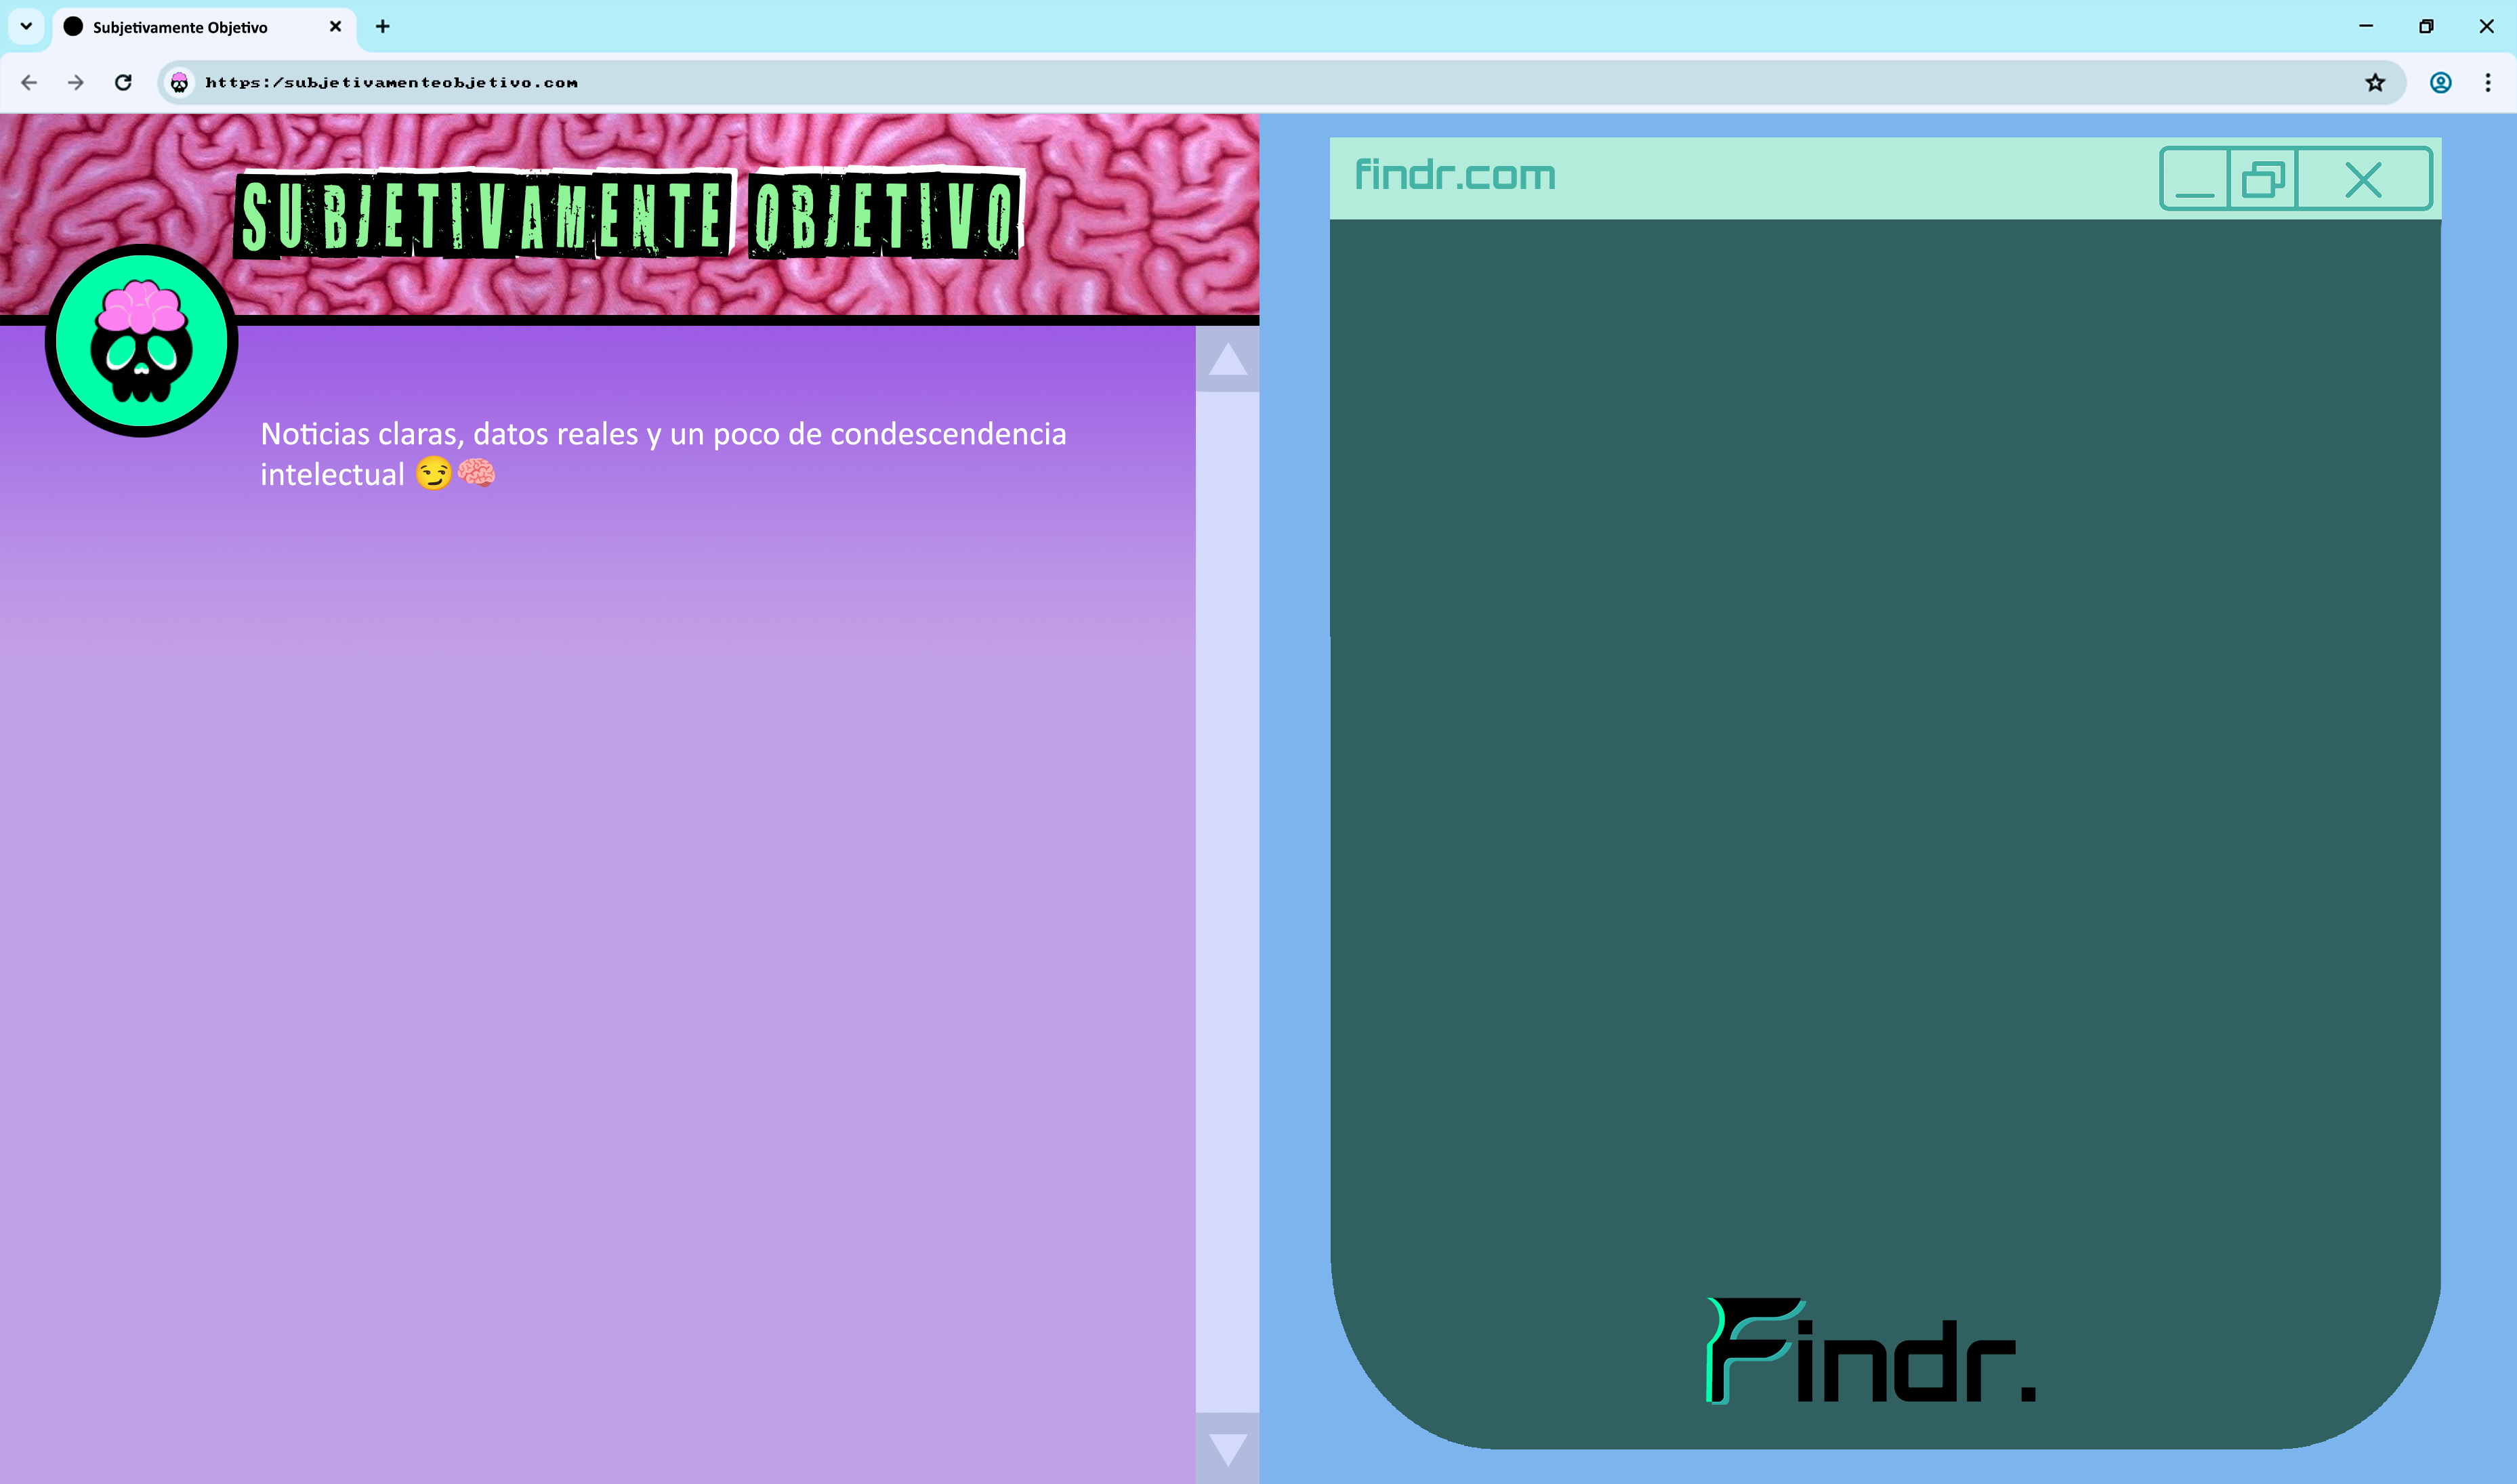 Subjetivamente Objetivo
https:/subjetivamenteobjetivo.com
SUBJETIVAMENTE OBJETIVO
Noticias claras, datos reales y un poco de condescendencia
intelectual 😏🧠
findr.com
Findr.